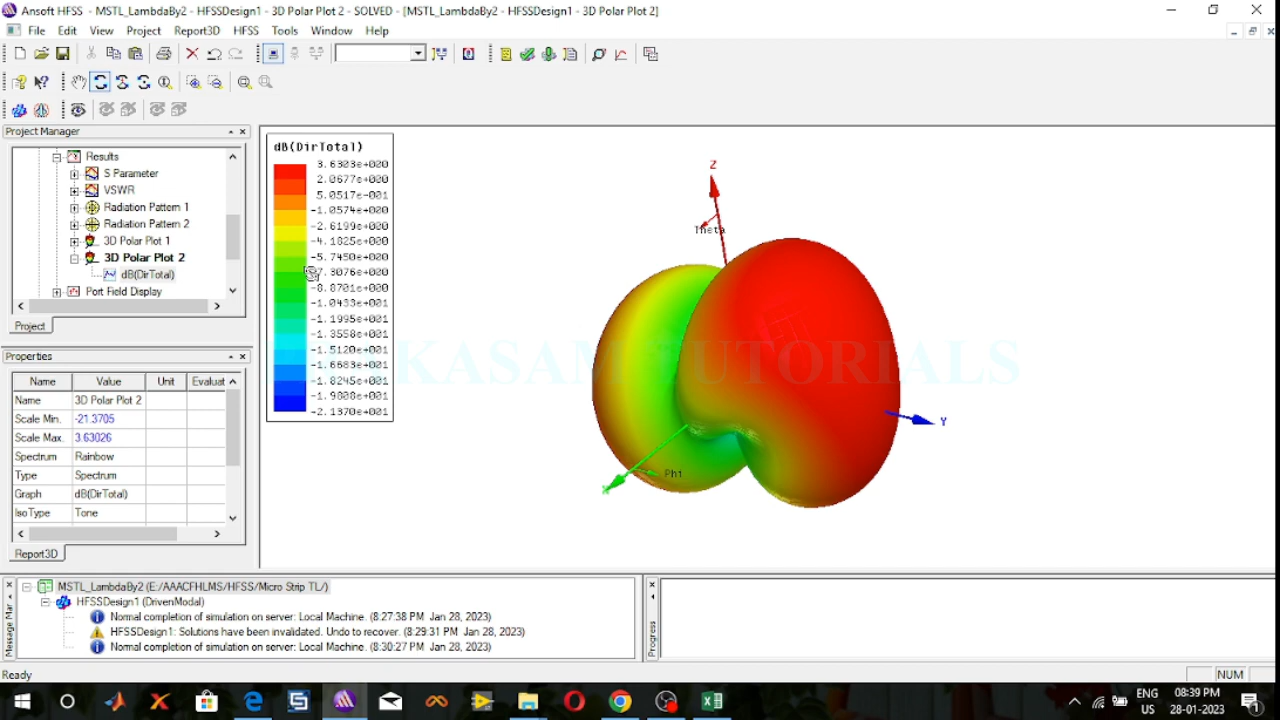 Ansoft HFSS - MSTL_LambdaBy2 - HFSSDesign1 - 3D Polar Plot 2 - SOLVED - [MSTL_LambdaBy2 - HFSSDesign1 - 3D Polar Plot 2]
File Edit View Project Report3D HFSS Tools Window Help
Project Manager
Results
S Parameter
VSWR
Radiation Pattern 1
Radiation Pattern 2
3D Polar Plot 1
3D Polar Plot 2
dB(DirTotal)
Port Field Display
Project
Properties
Name Value Unit Evaluat
Name 3D Polar Plot 2
Scale Min. -21.3705
Scale Max. 3.63026
Spectrum Rainbow
Type Spectrum
Graph dB(DirTotal)
IsoType Tone
Report3D
dB(DirTotal)
3.6303e+000
2.0677e+000
5.0517e-001
-1.0574e+000
-2.6199e+000
-4.1825e+000
-5.7450e+000
-7.3076e+000
-8.8701e+000
-1.0433e+001
-1.1995e+001
-1.3558e+001
-1.5120e+001
-1.6683e+001
-1.8245e+001
-1.9808e+001
-2.1370e+001
Z
Theta
Y
Phi
X
KASAM TUTORIALS
Message Mar
MSTL_LambdaBy2 (E:/AAACFHLMS/HFSS/Micro Strip TL/)
HFSSDesign1 (DrivenModal)
Normal completion of simulation on server: Local Machine. (8:27:38 PM Jan 28, 2023)
HFSSDesign1: Solutions have been invalidated. Undo to recover. (8:29:31 PM Jan 28, 2023)
Normal completion of simulation on server: Local Machine. (8:30:27 PM Jan 28, 2023)
Progress
Ready
NUM
ENG
US
08:39 PM
28-01-2023
1